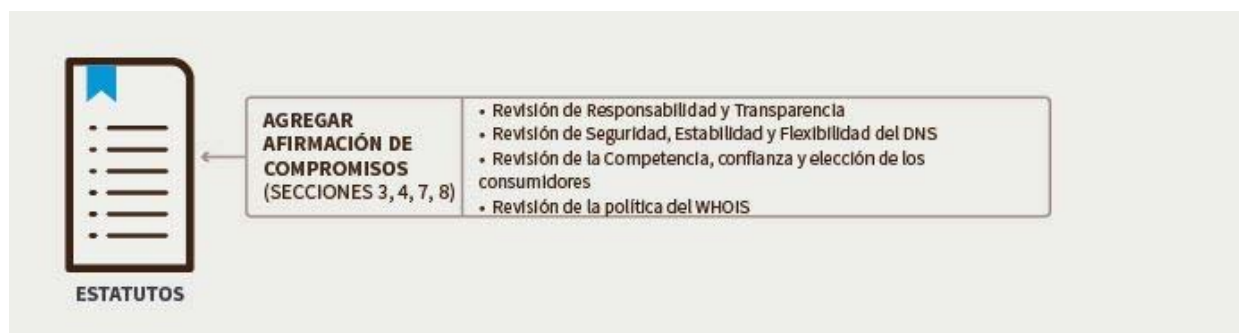 AGREGAR
AFIRMACIÓN DE
COMPROMISOS
(SECCIONES 3, 4, 7, 8)
• Revisión de Responsabilidad y Transparencia
• Revisión de Seguridad, Estabilidad y Flexibilidad del DNS
• Revisión de la Competencia, confianza y elección de los
consumidores
• Revisión de la política del WHOIS
ESTATUTOS